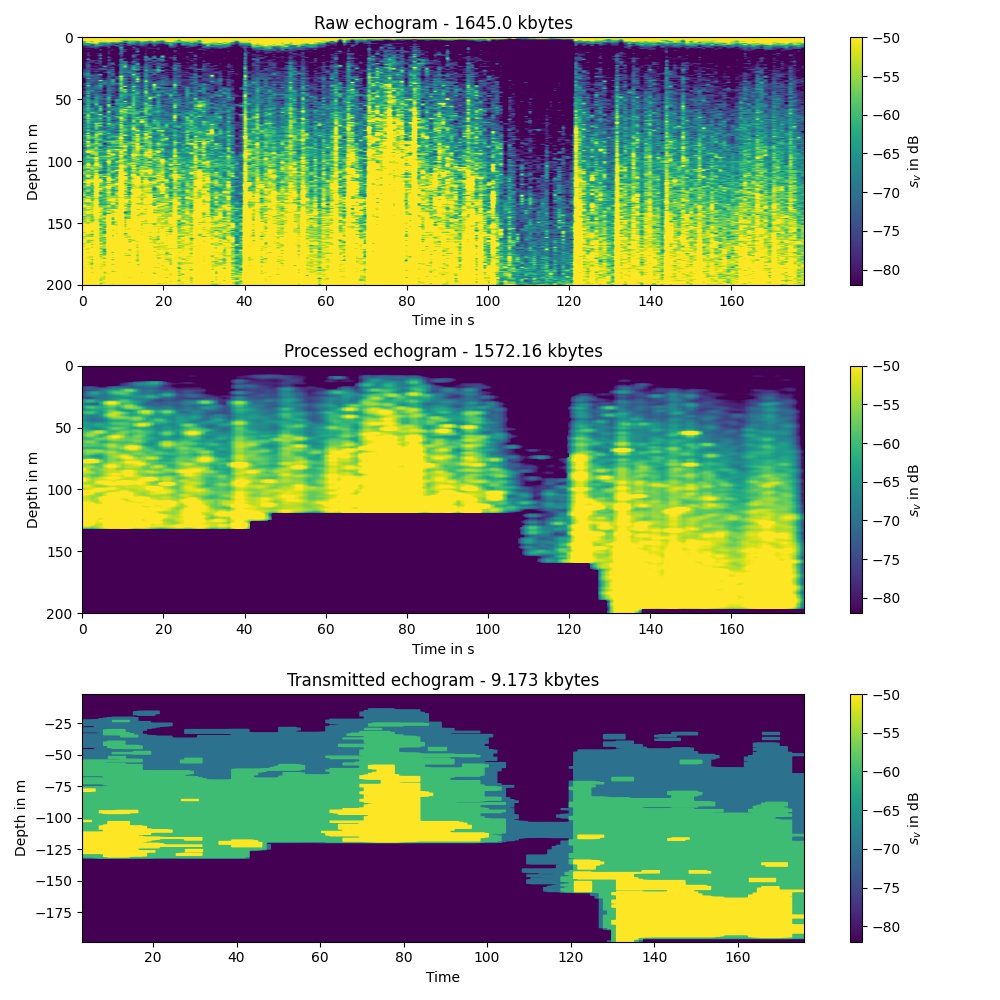 Raw echogram - 1645.0 kbytes
0
50
100
150
200
Depth in m
0 20 40 60 80 100 120 140 160
Time in s
−50
−55
−60
−65
−70
−75
−80
sᵥ in dB
Processed echogram - 1572.16 kbytes
0
50
100
150
200
Depth in m
0 20 40 60 80 100 120 140 160
Time in s
−50
−55
−60
−65
−70
−75
−80
sᵥ in dB
Transmitted echogram - 9.173 kbytes
−25
−50
−75
−100
−125
−150
−175
Depth in m
20 40 60 80 100 120 140 160
Time
−50
−55
−60
−65
−70
−75
−80
sᵥ in dB